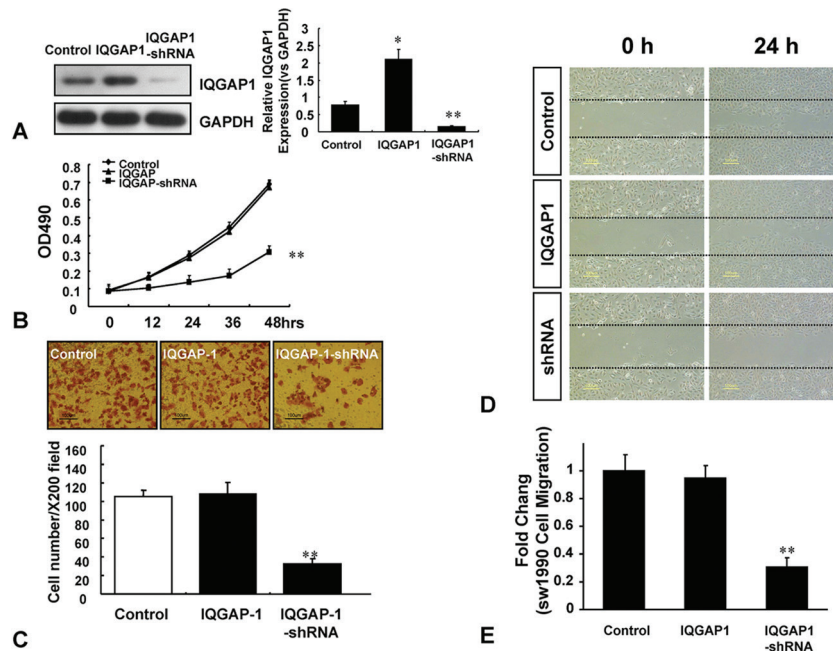 Control IQGAP1 IQGAP1
-shRNA
IQGAP1
GAPDH
A
Relative IQGAP1
Expression(vs GAPDH)
3
2.5
2
1.5
1
0.5
0
*
**
Control IQGAP1 IQGAP1
-shRNA
Control
IQGAP
IQGAP-shRNA
OD490
0.7
0.6
0.5
0.4
0.3
0.2
0.1
**
0 12 24 36 48hrs
B
Control IQGAP-1 IQGAP-1-shRNA
Cell number/X200 field
160
140
120
100
80
60
40
20
0
**
Control IQGAP-1 IQGAP-1
-shRNA
C
0 h 24 h
Control
IQGAP1
shRNA
D
Fold Chang
(sw1990 Cell Migration)
1
0.8
0.6
0.4
0.2
0
**
Control IQGAP1 IQGAP1
-shRNA
E